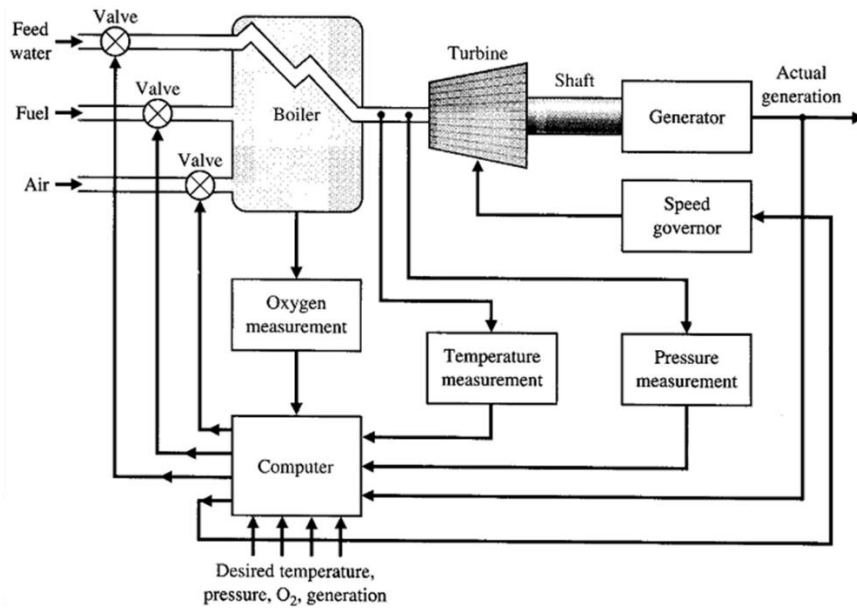 Valve
Feed
water
Valve
Fuel
Valve
Air
Boiler
Turbine
Shaft
Generator
Actual
generation
Speed
governor
Oxygen
measurement
Temperature
measurement
Pressure
measurement
Computer
Desired temperature,
pressure, O₂, generation